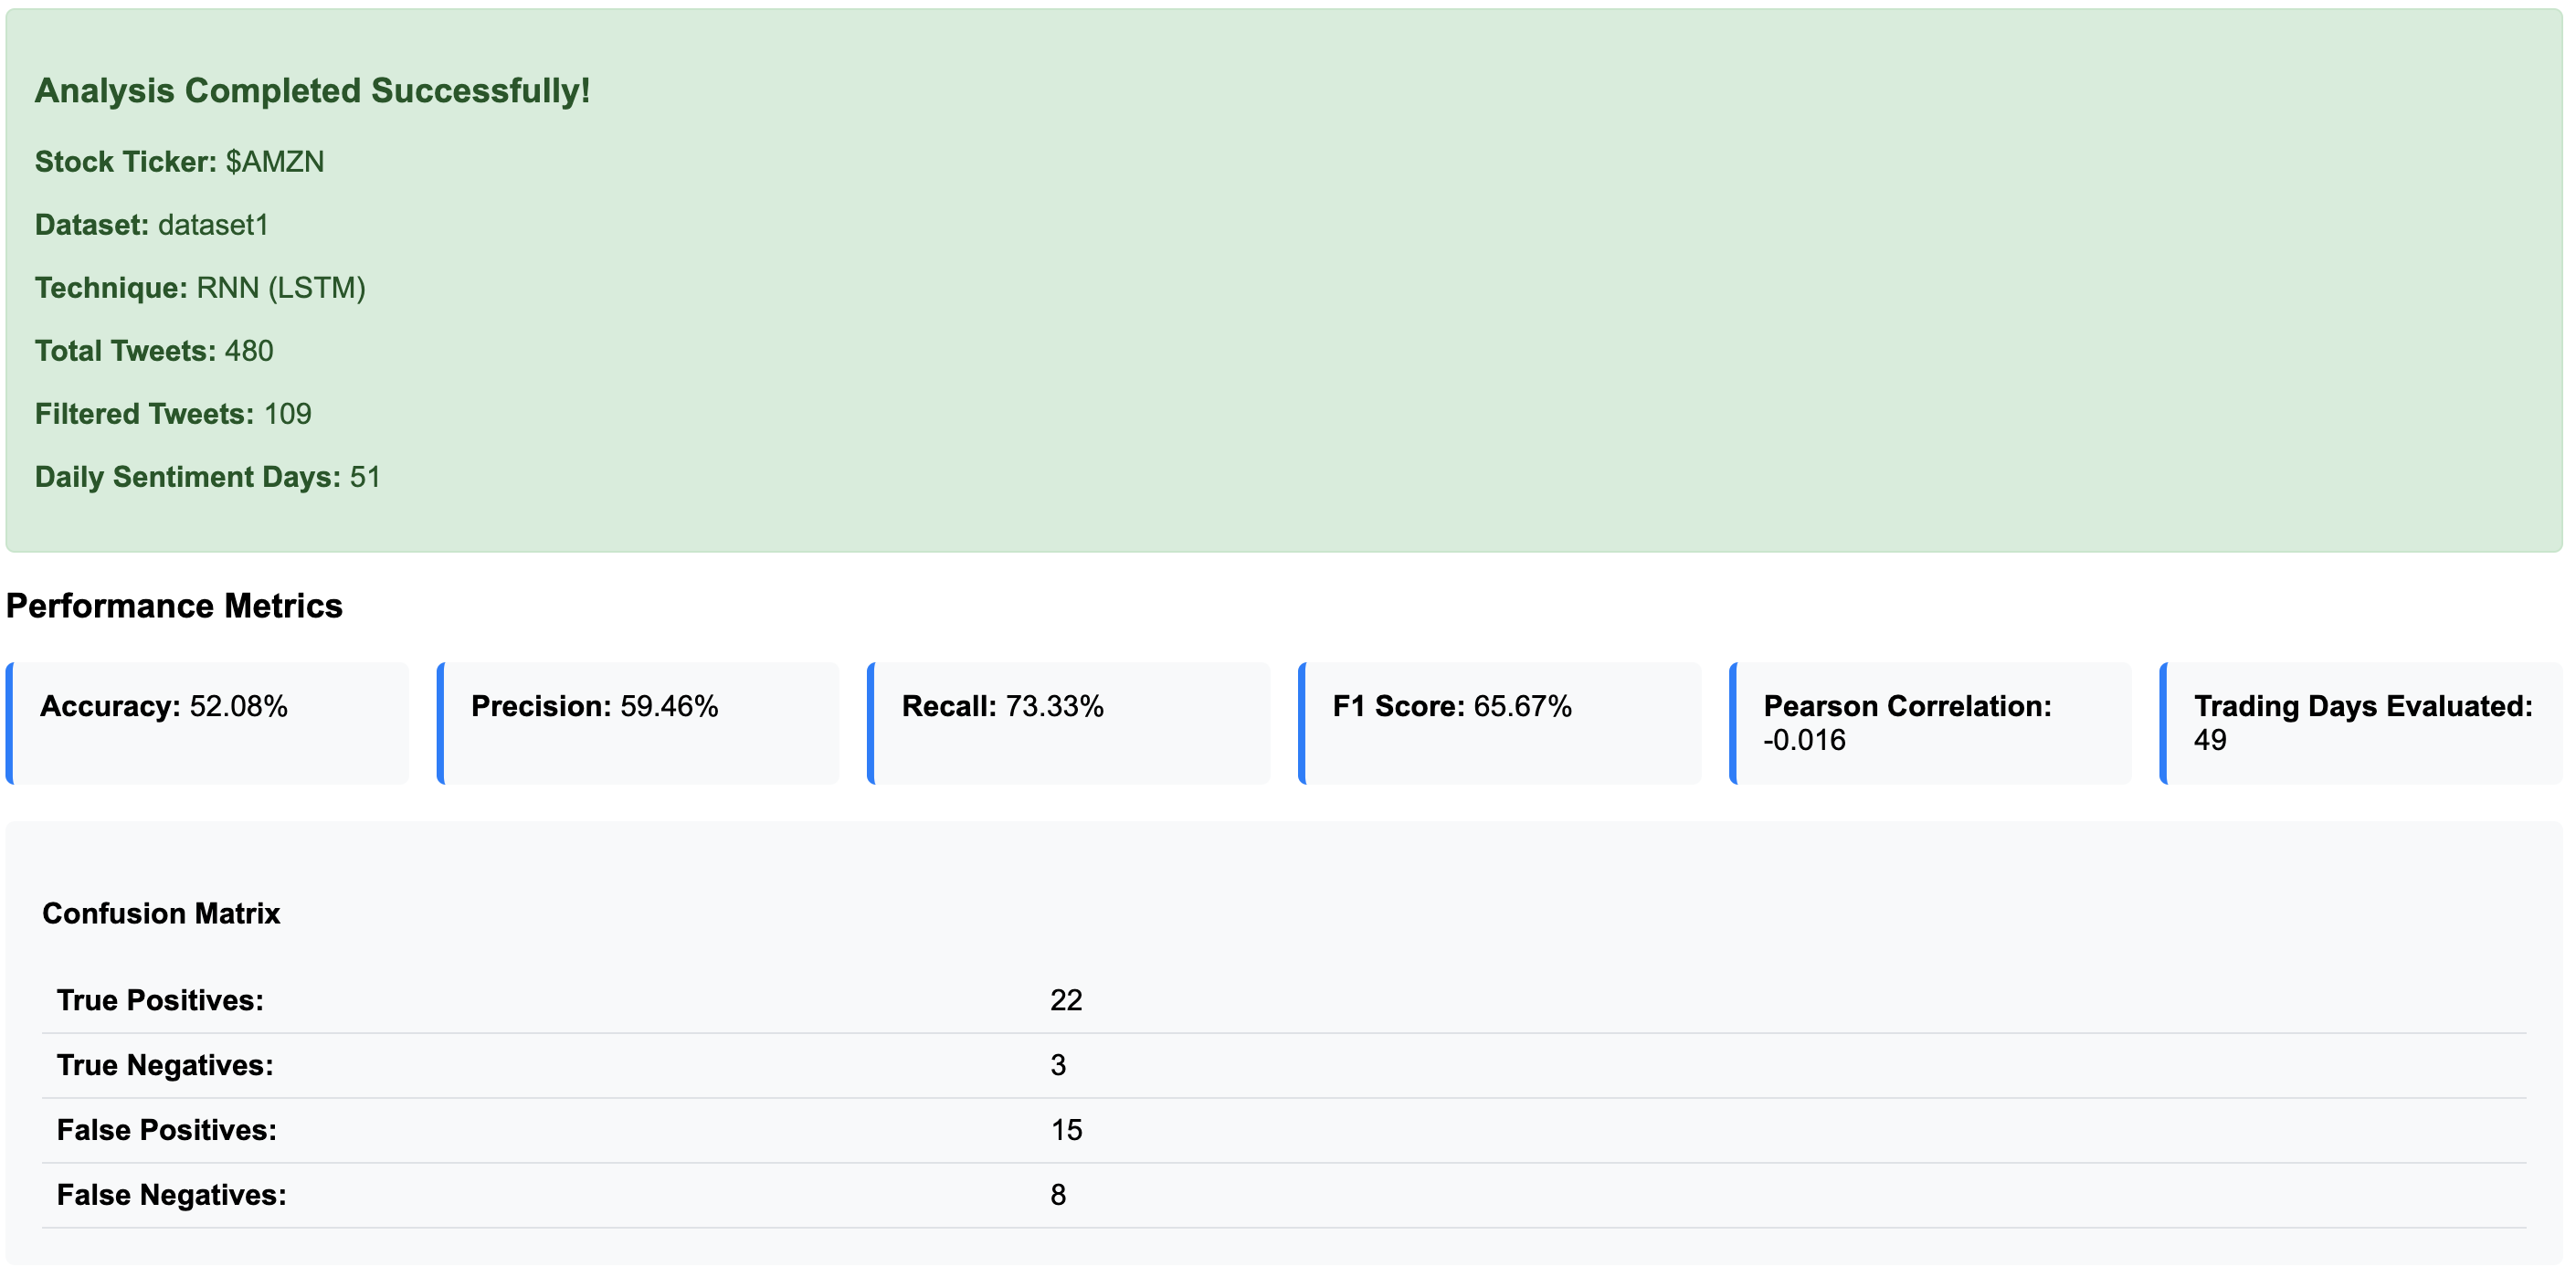 Analysis Completed Successfully!
Stock Ticker: $AMZN
Dataset: dataset1
Technique: RNN (LSTM)
Total Tweets: 480
Filtered Tweets: 109
Daily Sentiment Days: 51
Performance Metrics
Accuracy: 52.08%
Precision: 59.46%
Recall: 73.33%
F1 Score: 65.67%
Pearson Correlation:
-0.016
Trading Days Evaluated:
49
Confusion Matrix
True Positives: 22
True Negatives: 3
False Positives: 15
False Negatives: 8